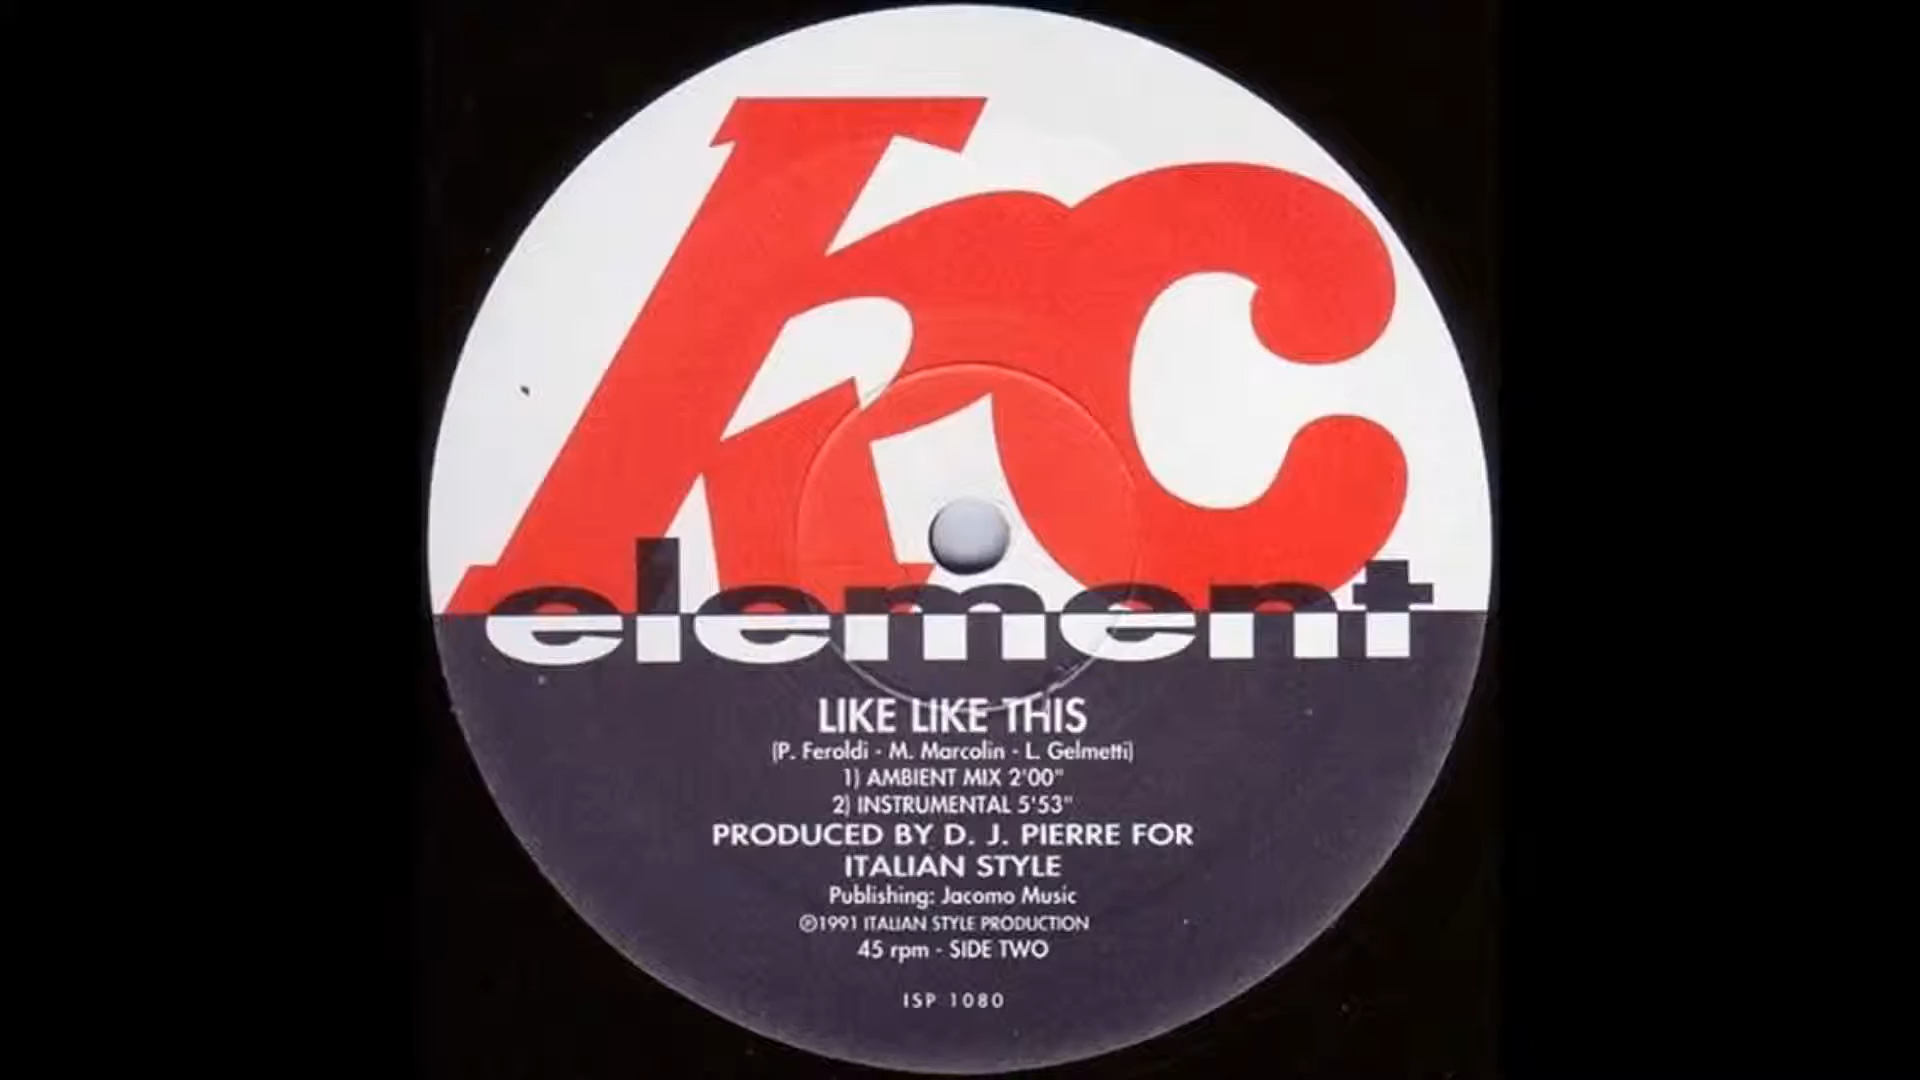 KC
element
LIKE LIKE THIS
(P. Feroldi - M. Marcolin - L. Gelmetti)
1) AMBIENT MIX 2'00"
2) INSTRUMENTAL 5'53"
PRODUCED BY D. J. PIERRE FOR
ITALIAN STYLE
Publishing: Jacomo Music
℗1991 ITALIAN STYLE PRODUCTION
45 rpm - SIDE TWO
ISP 1080